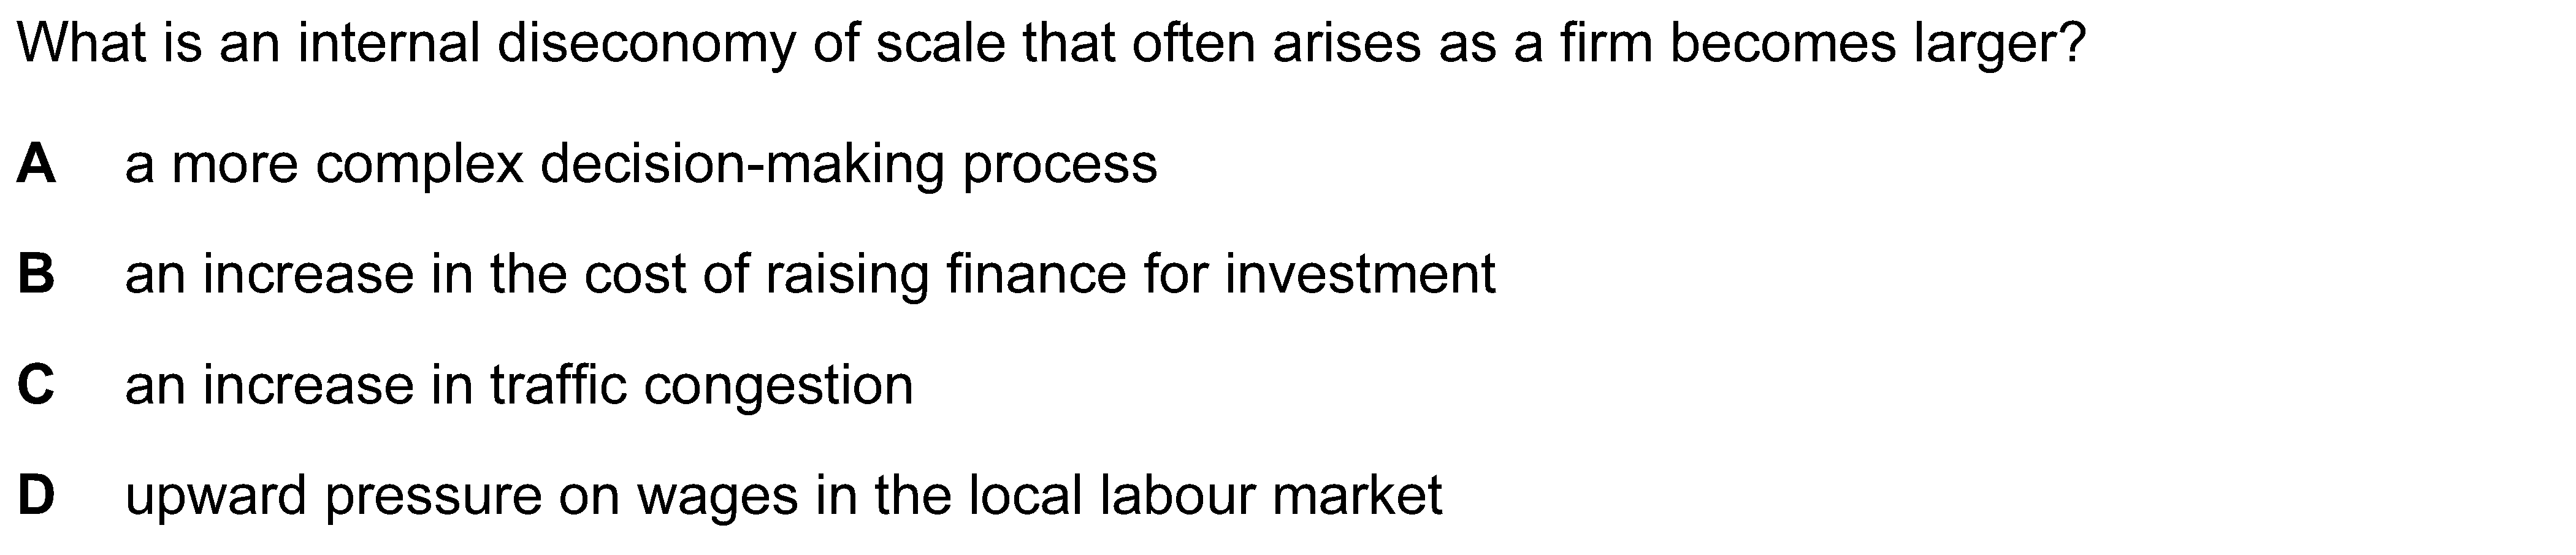 What is an internal diseconomy of scale that often arises as a firm becomes larger?
A a more complex decision-making process
B an increase in the cost of raising finance for investment
C an increase in traffic congestion
D upward pressure on wages in the local labour market